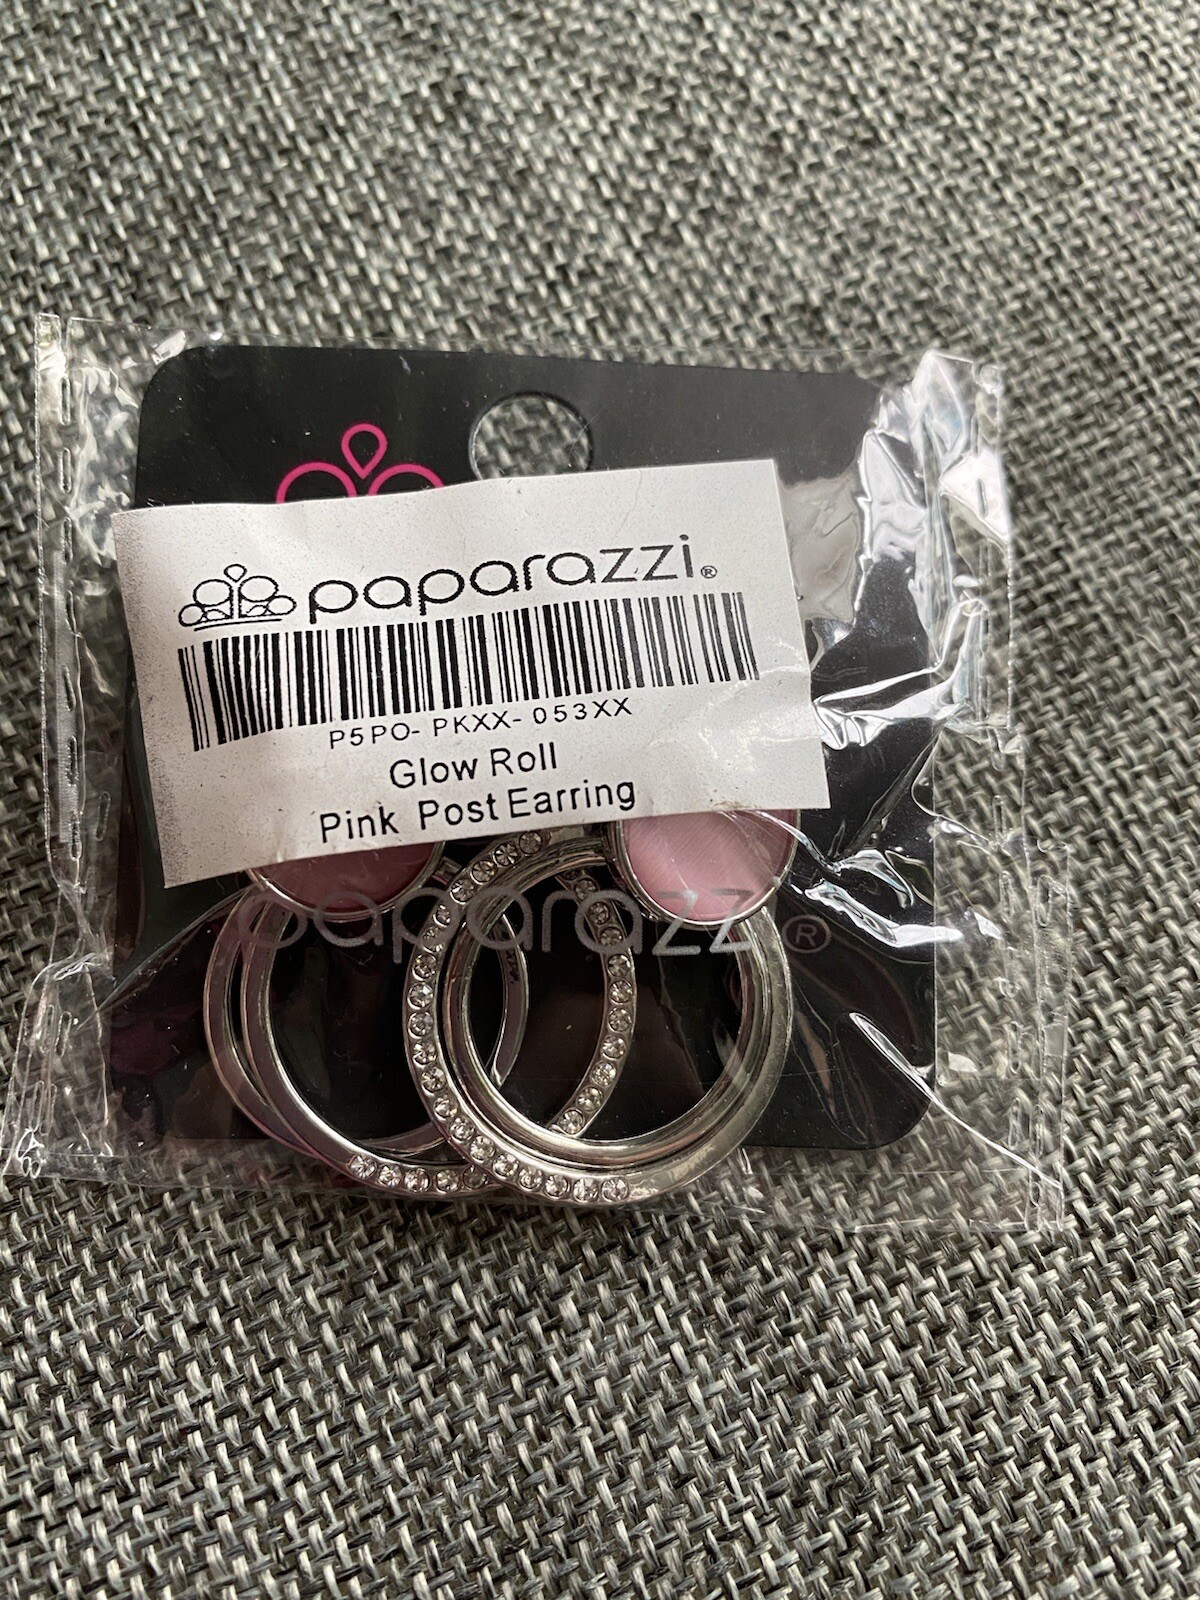 paparazzi®
P5PO-PKXX-053XX
Glow Roll
Pink Post Earring
paparazzi®